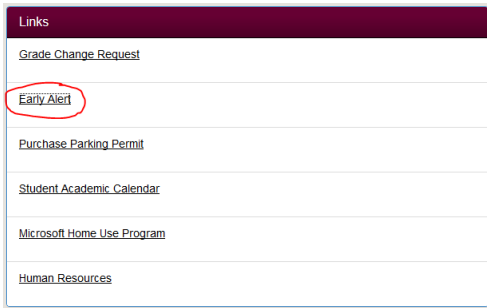 Links
Grade Change Request
Early Alert
Purchase Parking Permit
Student Academic Calendar
Microsoft Home Use Program
Human Resources